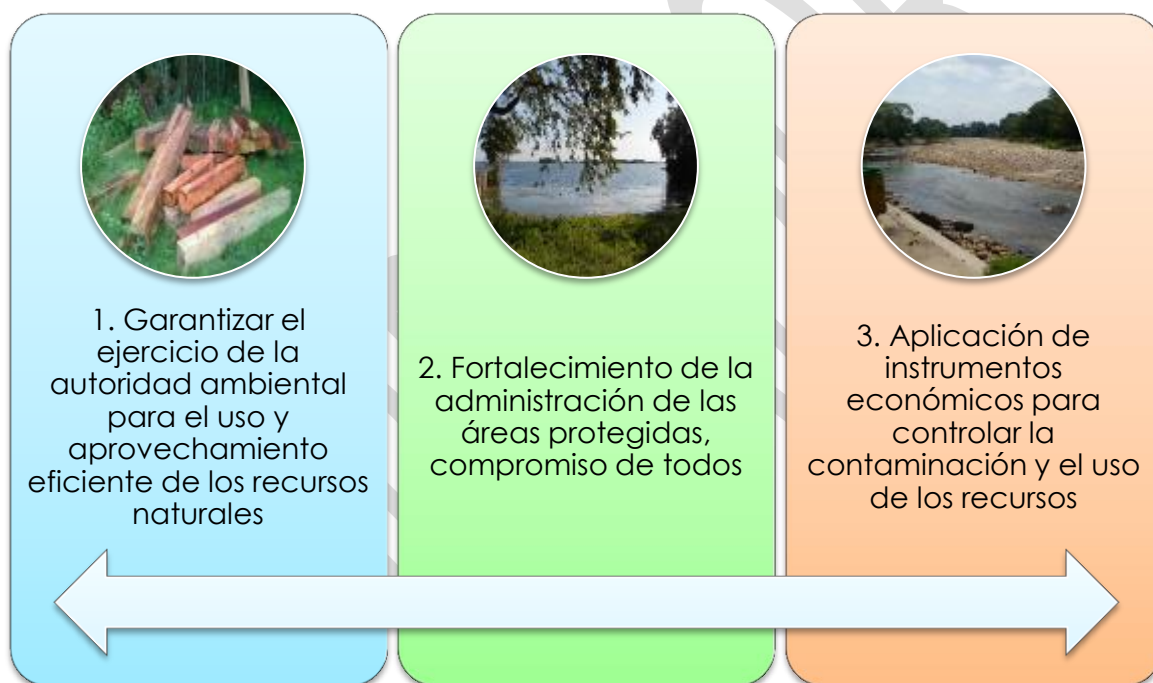 1. Garantizar el
ejercicio de la
autoridad ambiental
para el uso y
aprovechamiento
eficiente de los recursos
naturales
2. Fortalecimiento de la
administración de las
áreas protegidas,
compromiso de todos
3. Aplicación de
instrumentos
económicos para
controlar la
contaminación y el uso
de los recursos